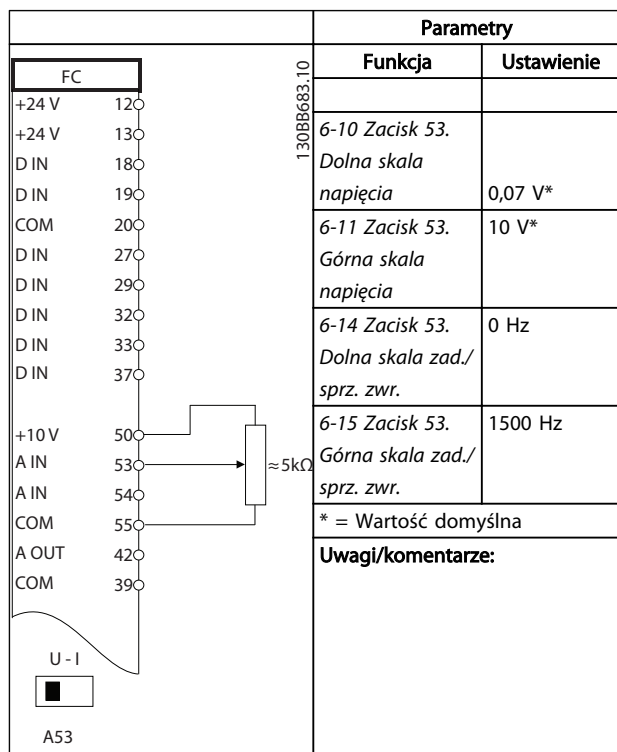 FC
+24 V 12
+24 V 13
D IN 18
D IN 19
COM 20
D IN 27
D IN 29
D IN 32
D IN 33
D IN 37
+10 V 50
A IN 53
A IN 54
COM 55
A OUT 42
COM 39
≈5kΩ
U - I
A53
130BB683.10
Parametry
Funkcja Ustawienie
6-10 Zacisk 53.
Dolna skala
napięcia 0,07 V*
6-11 Zacisk 53. 10 V*
Górna skala
napięcia
6-14 Zacisk 53. 0 Hz
Dolna skala zad./
sprz. zwr.
6-15 Zacisk 53. 1500 Hz
Górna skala zad./
sprz. zwr.
* = Wartość domyślna
Uwagi/komentarze: